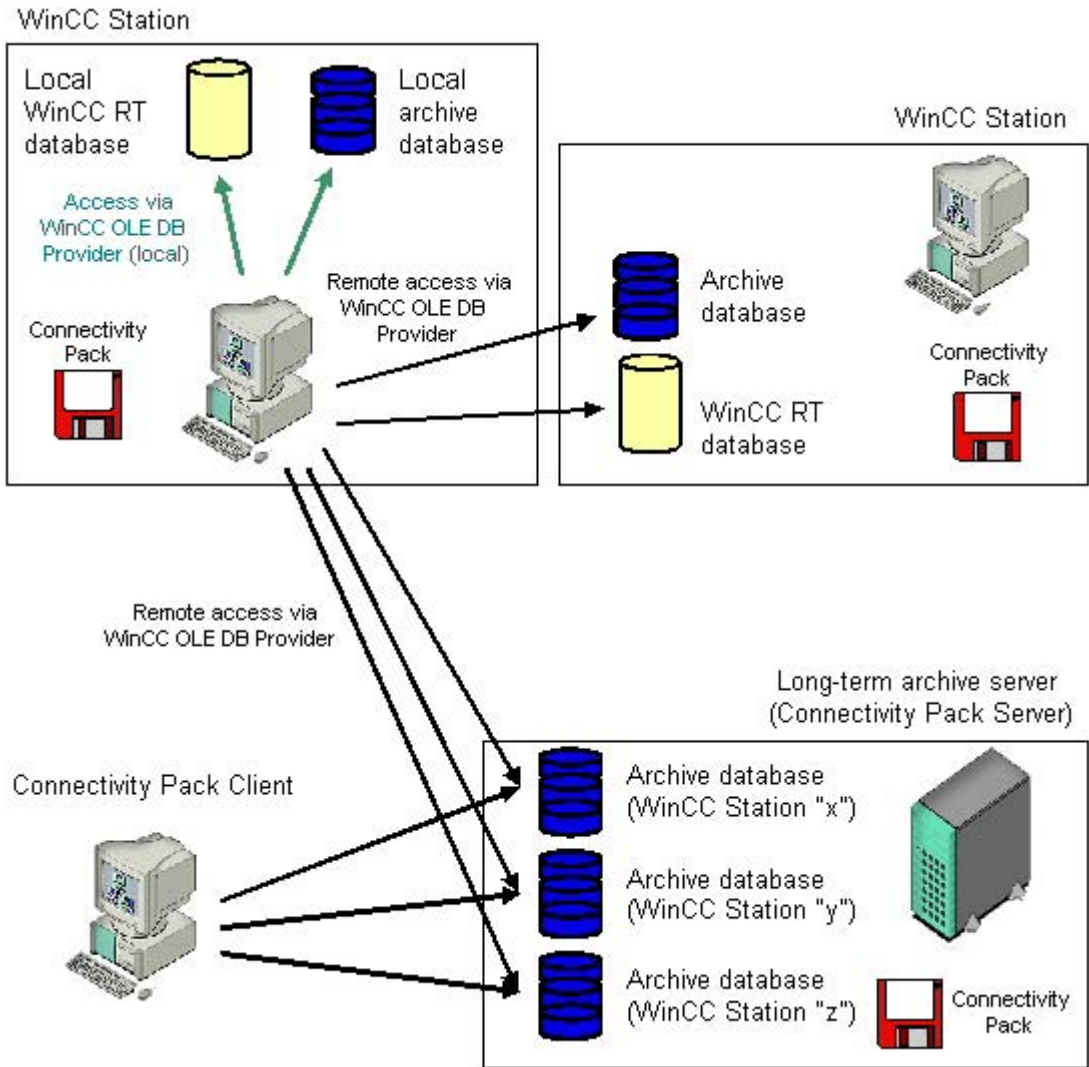 WinCC Station
Local
WinCC RT
database
Local
archive
database
Access via
WinCC OLE DB
Provider (local)
Connectivity
Pack
Remote access via
WinCC OLE DB
Provider
WinCC Station
Archive
database
WinCC RT
database
Connectivity
Pack
Remote access via
WinCC OLE DB Provider
Connectivity Pack Client
Long-term archive server
(Connectivity Pack Server)
Archive database
(WinCC Station "x")
Archive database
(WinCC Station "y")
Archive database
(WinCC Station "z")
Connectivity
Pack